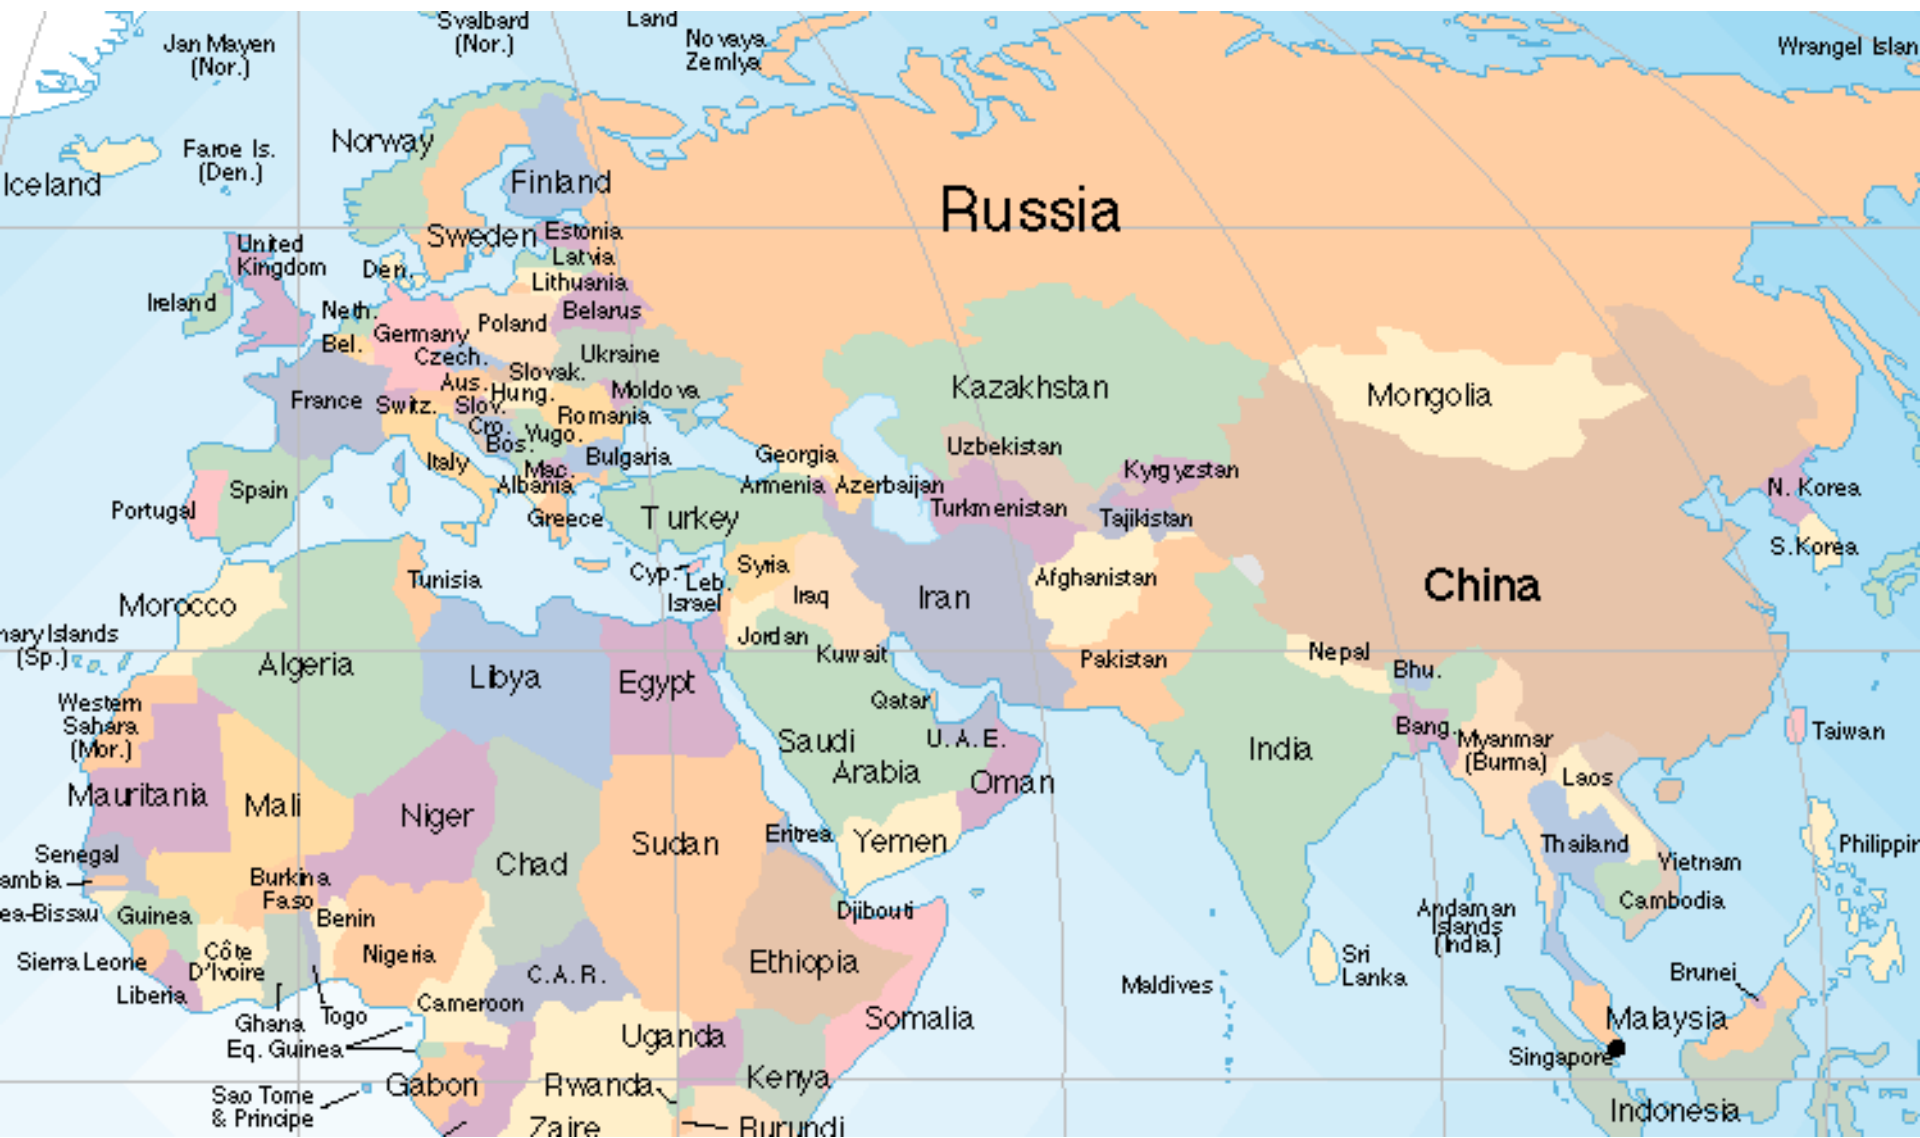 Svalbard
(Nor.)
Land
Jan Mayen
(Nor.)
Novaya
Zemlya
Wrangel Islan
Norway
Faroe Is.
(Den.)
Iceland
Finland
Russia
Sweden
Estonia
United
Kingdom
Latvia
Den.
Lithuania
Ireland
Neth.
Belarus
Poland
Germany
Bel.
Czech.
Ukraine
Slovak.
Aus.
Hung.
Moldova
Kazakhstan
Mongolia
France
Switz.
Slov.
Romania
Cro.
Bos.
Yugo.
Uzbekistan
Georgia
Bulgaria
Italy
Mac.
Kyrgyzstan
Albania
Armenia
Azerbaijan
Spain
N. Korea
Portugal
Greece
Turkey
Turkmenistan
Tajikistan
S.Korea
Syria
Cyp.
Leb.
Tunisia
Afghanistan
China
Israel
Iraq
Iran
Morocco
nary Islands
(Sp.)
Jordan
Kuwait
Nepal
Pakistan
Algeria
Libya
Egypt
Bhu.
Qatar
Western
Sahara
(Mor.)
Saudi
Arabia
U.A.E.
India
Bang.
Myanmar
(Burma)
Taiwan
Oman
Laos
Mauritania
Mali
Niger
Eritrea
Yemen
Sudan
Thailand
Philippin
Senegal
Chad
Vietnam
ambia
Burkina
Faso
Cambodia
ea-Bissau
Guinea
Benin
Djibouti
Andaman
Islands
(India)
Côte
D'Ivoire
Nigeria
Ethiopia
Sri
Lanka
Sierra Leone
C.A.R.
Brunei
Liberia
Maldives
Cameroon
Ghana
Togo
Somalia
Malaysia
Uganda
Eq. Guinea
Singapore
Gabon
Rwanda
Kenya
Sao Tome
& Principe
Indonesia
Zaire
Burundi